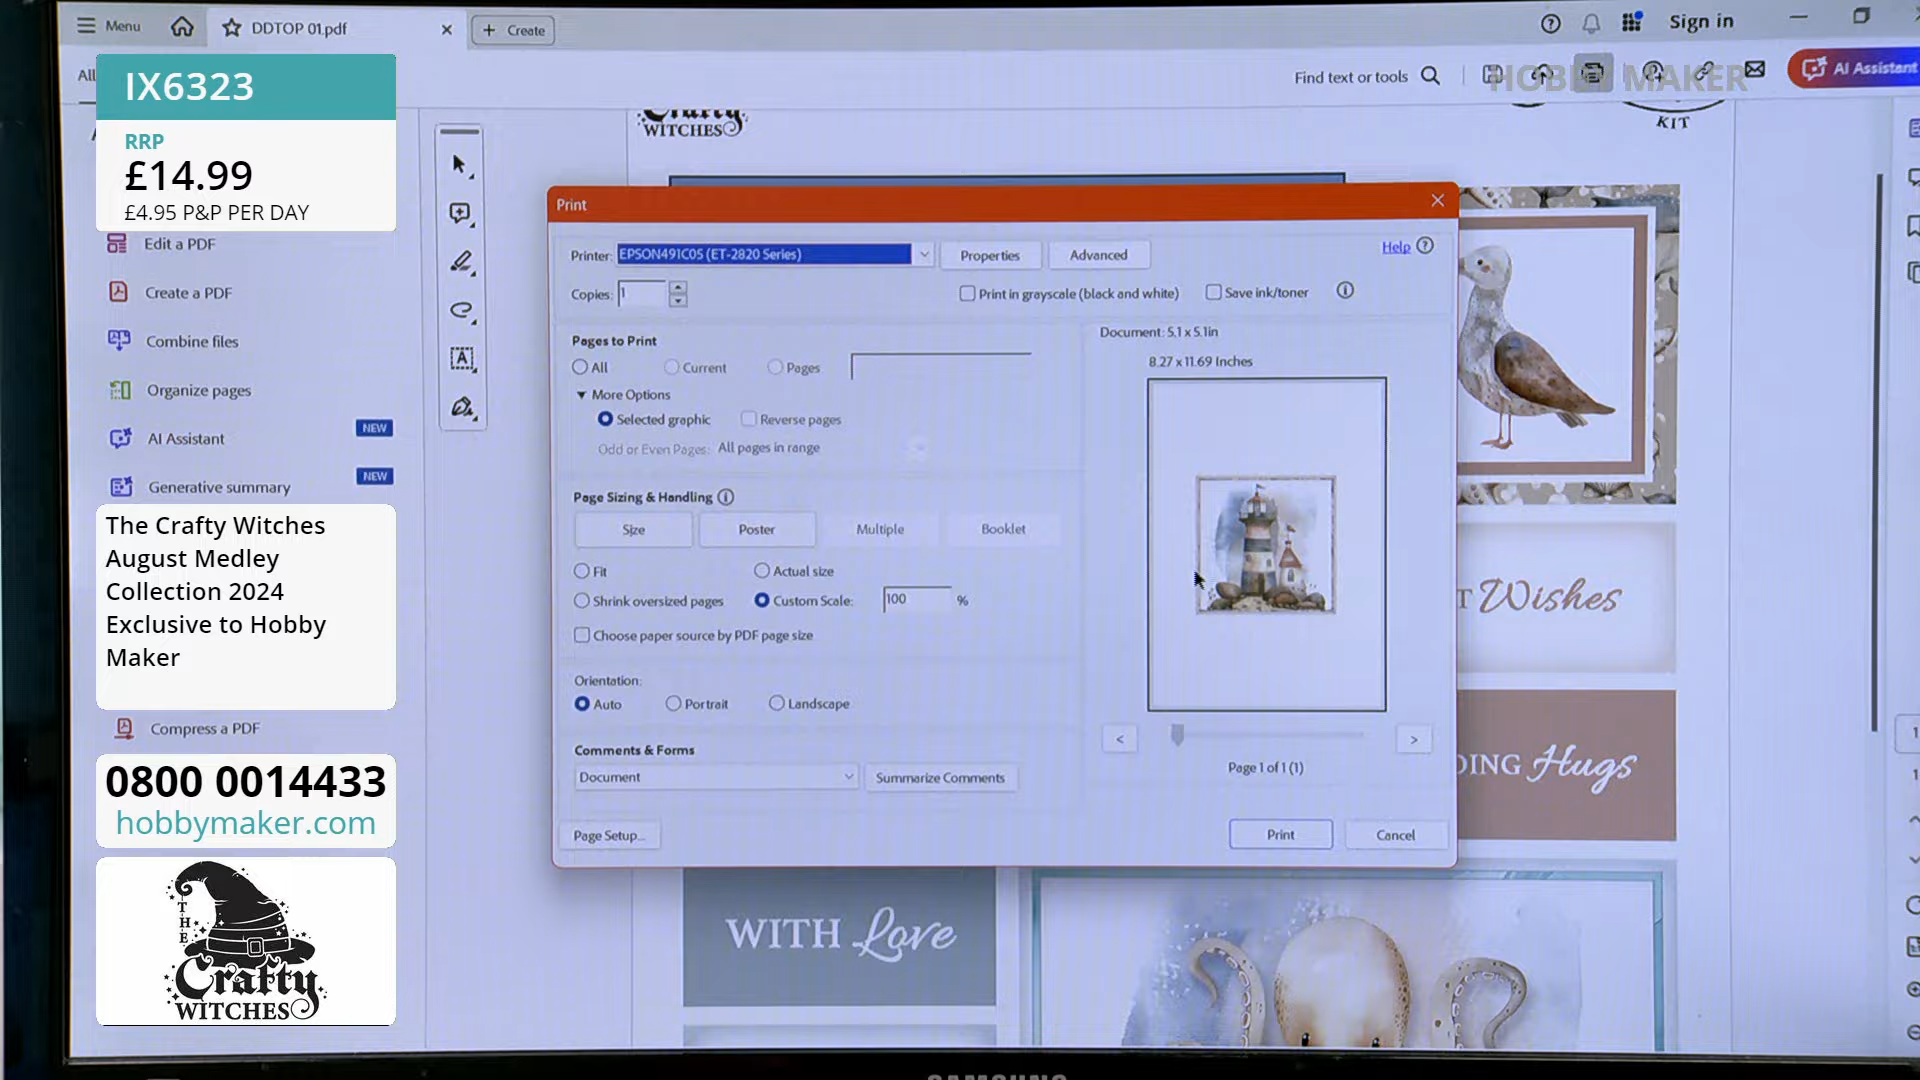 Menu
DDTOP 01.pdf
Create
Sign in
All
Find text or tools
HOBBY MAKER
AI Assistant
IX6323
RRP
£14.99
£4.95 P&P PER DAY
Edit a PDF
Create a PDF
Combine files
Organize pages
AI Assistant
NEW
Generative summary
NEW
The Crafty Witches
August Medley
Collection 2024
Exclusive to Hobby
Maker
Compress a PDF
0800 0014433
hobbymaker.com
THE
Crafty
WITCHES
Crafty
WITCHES
KIT
Print
Printer: EPSON491C05 (ET-2820 Series)
Properties
Advanced
Help
Copies: 1
Print in grayscale (black and white)
Save ink/toner
Pages to Print
All
Current
Pages
More Options
Selected graphic
Reverse pages
Odd or Even Pages: All pages in range
Page Sizing & Handling
Size
Poster
Multiple
Booklet
Fit
Actual size
Shrink oversized pages
Custom Scale: 100 %
Choose paper source by PDF page size
Orientation:
Auto
Portrait
Landscape
Comments & Forms
Document
Summarize Comments
Page Setup...
Document: 5.1 x 5.1in
8.27 x 11.69 Inches
<
>
Page 1 of 1 (1)
Print
Cancel
T Wishes
DING Hugs
WITH Love
SAMSUNG